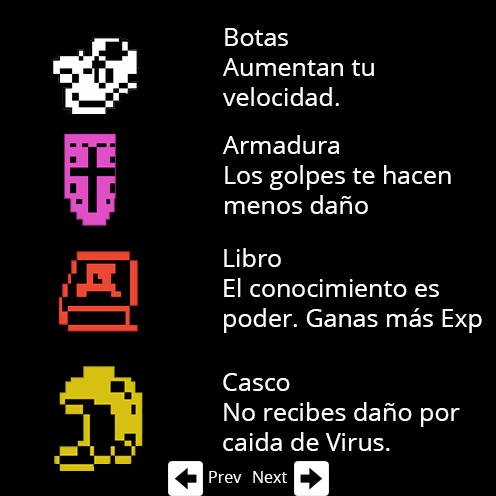 Botas
Aumentan tu
velocidad.
Armadura
Los golpes te hacen
menos daño
Libro
El conocimiento es
poder. Ganas más Exp
Casco
No recibes daño por
caida de Virus.
Prev Next